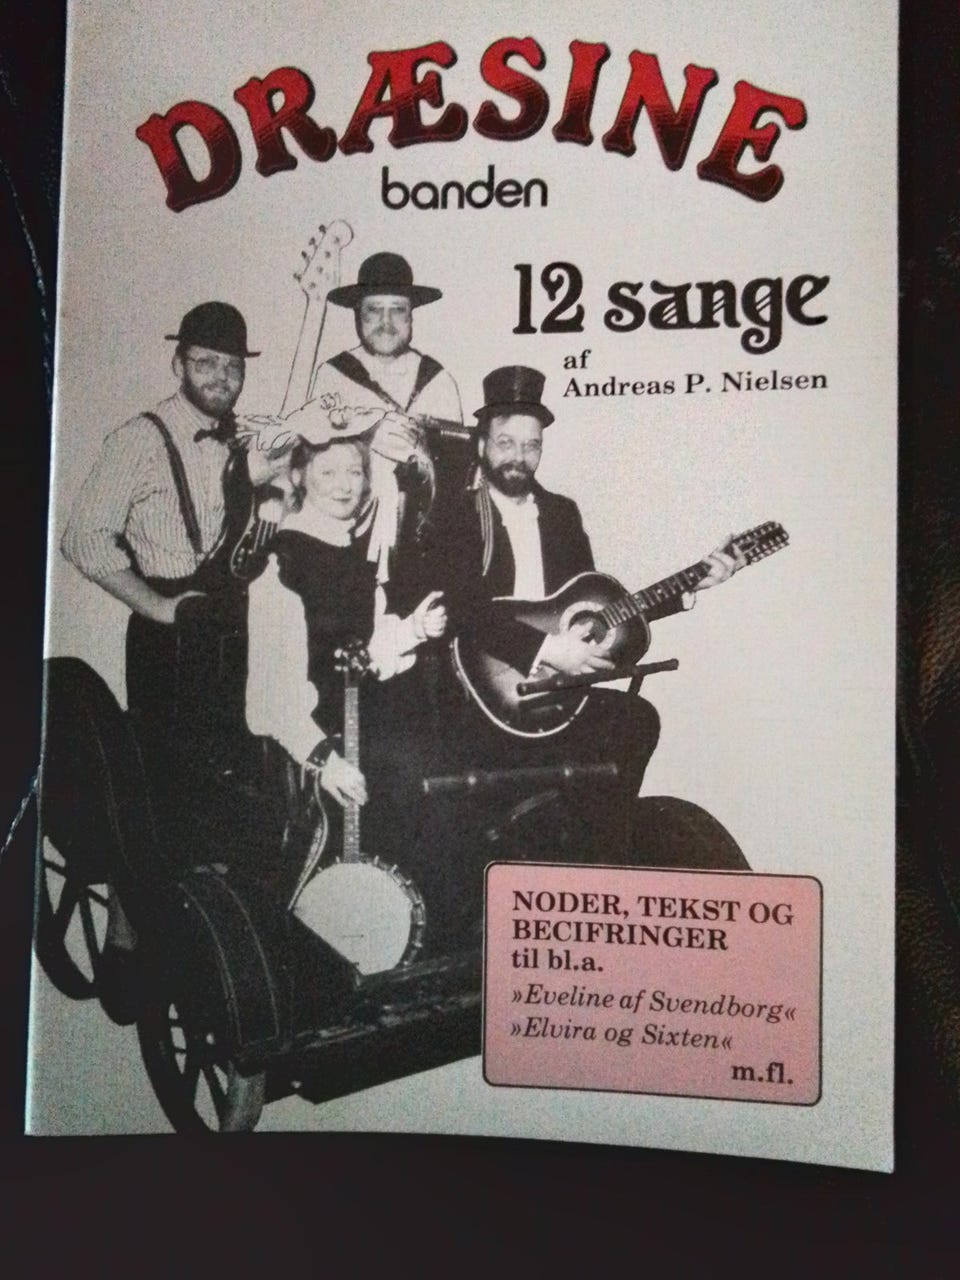 DRÆSINE
banden
12 sange
af
Andreas P. Nielsen
NODER, TEKST OG
BECIFRINGER
til bl.a.
»Eveline af Svendborg«
»Elvira og Sixten«
m.fl.